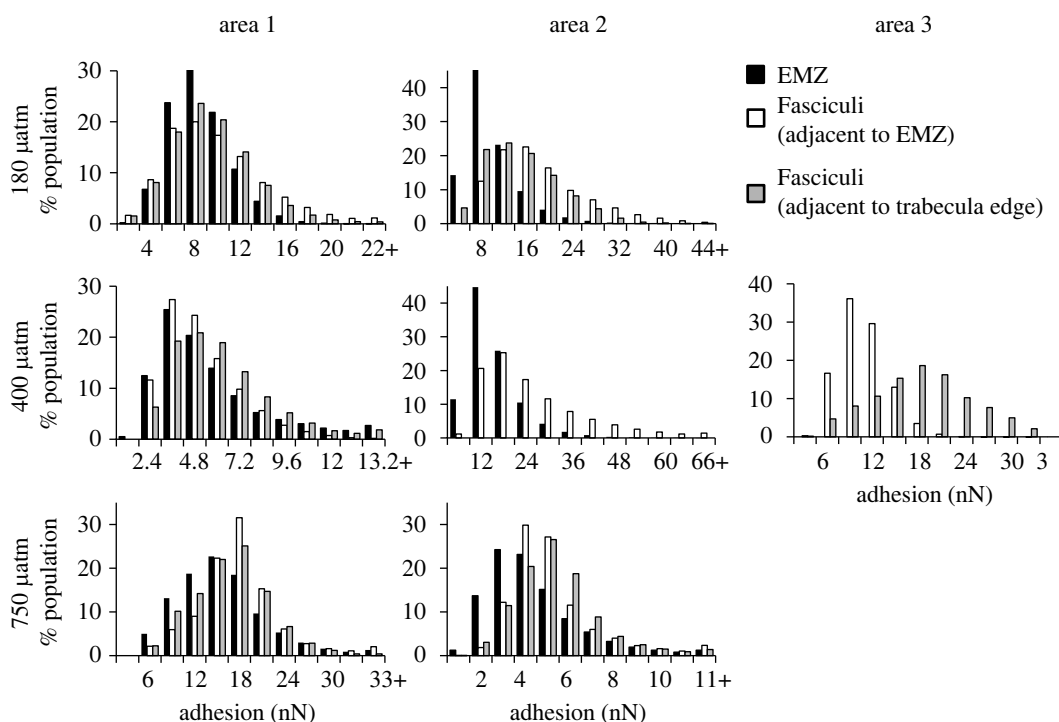 area 1 area 2 area 3
EMZ
Fasciculi
(adjacent to EMZ)
Fasciculi
(adjacent to trabecula edge)
180 µatm
% population
30
20
10
0
4 8 12 16 20 22+
40
30
20
10
0
8 16 24 32 40 44+
400 µatm
% population
30
20
10
0
2.4 4.8 7.2 9.6 12 13.2+
40
30
20
10
0
12 24 36 48 60 66+
40
30
20
10
0
6 12 18 24 30 3
adhesion (nN)
750 µatm
% population
30
20
10
0
6 12 18 24 30 33+
adhesion (nN)
30
20
10
0
2 4 6 8 10 11+
adhesion (nN)